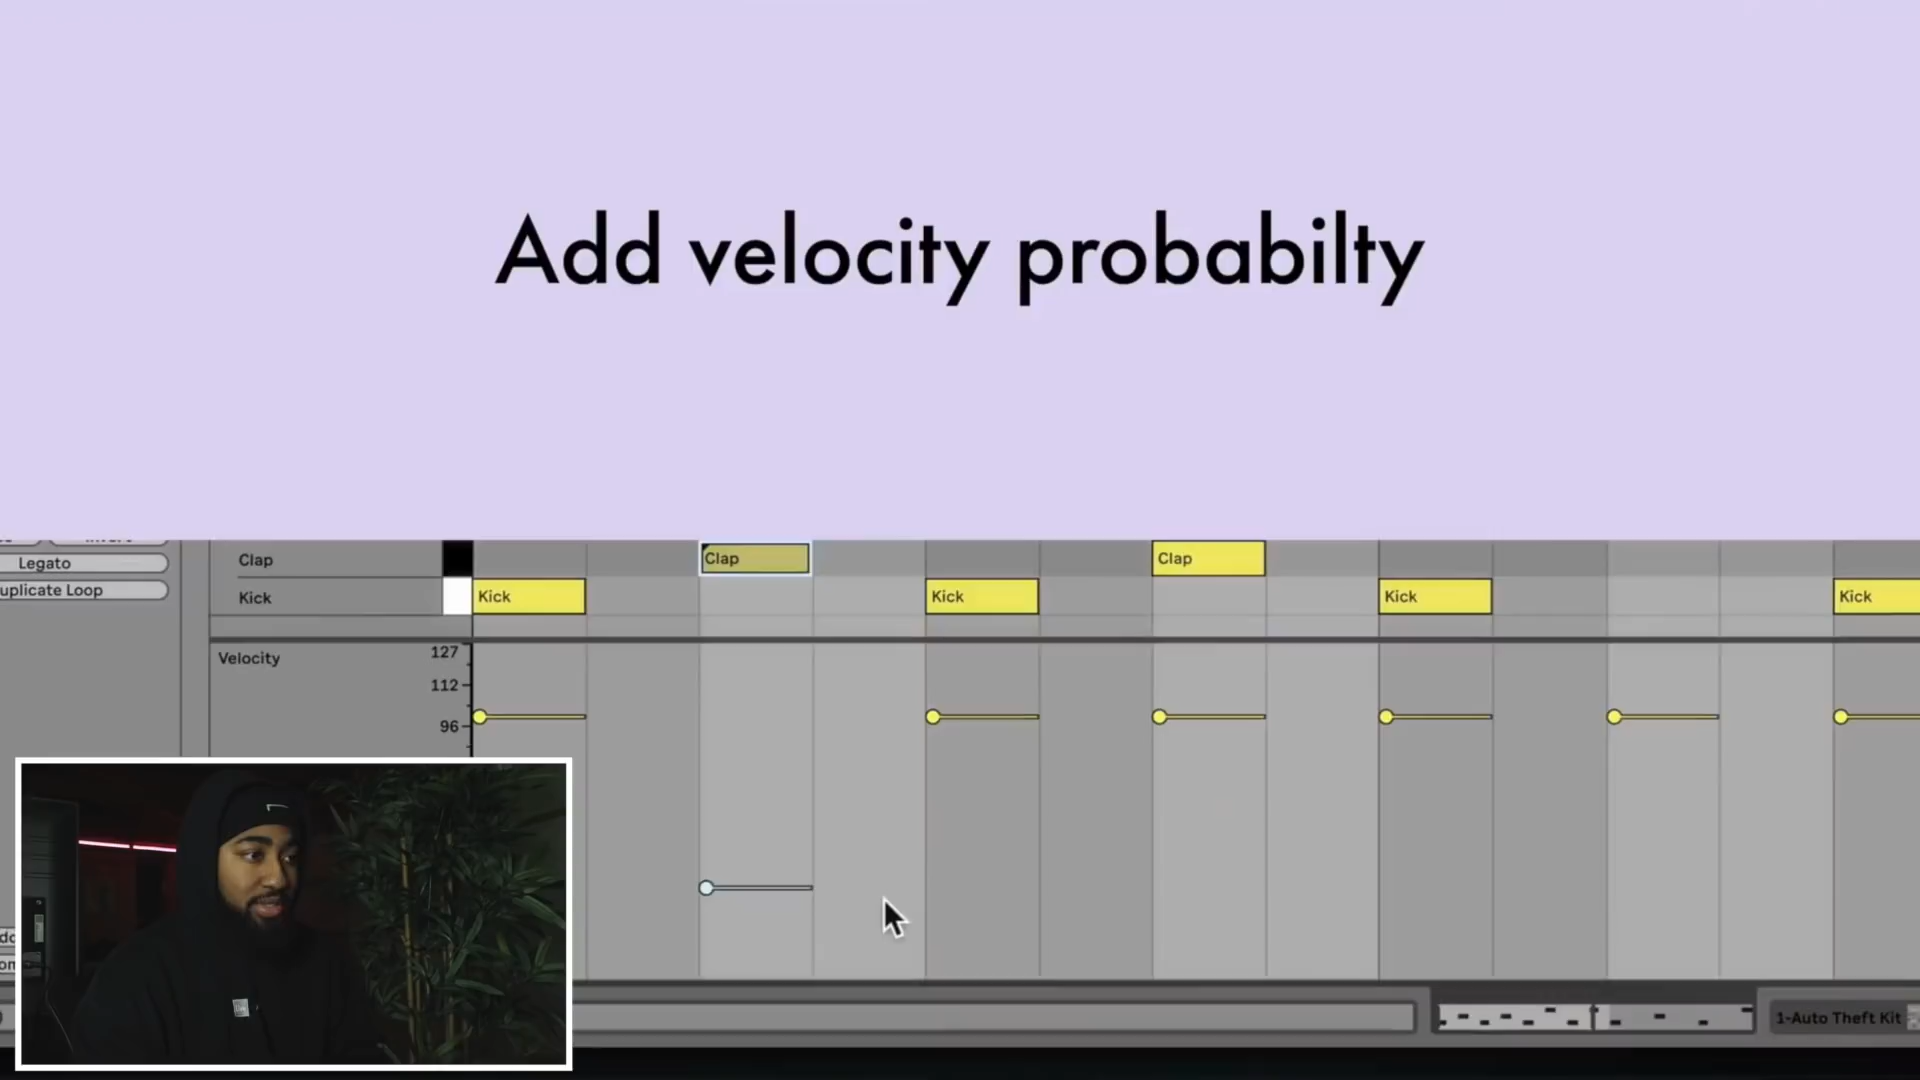 Add velocity probabilty
Legato
uplicate Loop
Clap
Kick
Clap
Clap
Kick
Kick
Kick
Kick
Velocity
127
112
96
1-Auto Theft Kit